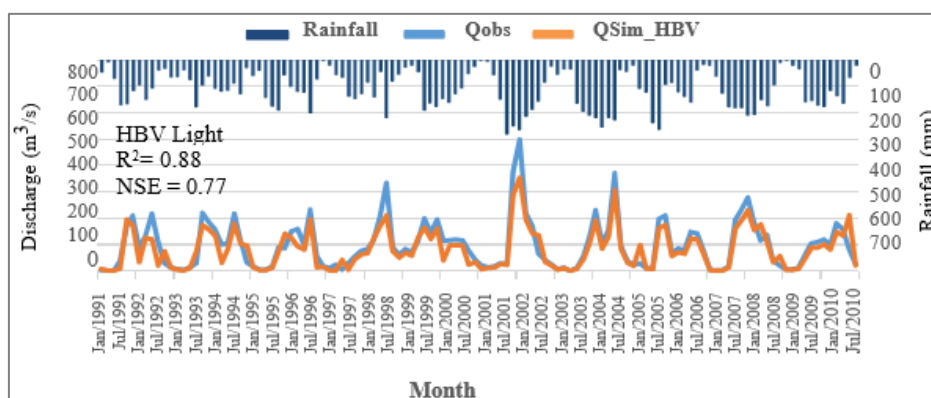 Rainfall Qobs QSim_HBV
800
700
600
500
400
300
200
100
0
Discharge (m³/s)
HBV Light
R²= 0.88
NSE = 0.77
0
100
200
300
400
500
600
700
Rainfall (mm)
Jan/1991
Jul/1991
Jan/1992
Jul/1992
Jan/1993
Jul/1993
Jan/1994
Jul/1994
Jan/1995
Jul/1995
Jan/1996
Jul/1996
Jan/1997
Jul/1997
Jan/1998
Jul/1998
Jan/1999
Jul/1999
Jan/2000
Jul/2000
Jan/2001
Jul/2001
Jan/2002
Jul/2002
Jan/2003
Jul/2003
Jan/2004
Jul/2004
Jan/2005
Jul/2005
Jan/2006
Jul/2006
Jan/2007
Jul/2007
Jan/2008
Jul/2008
Jan/2009
Jul/2009
Jan/2010
Jul/2010
Month